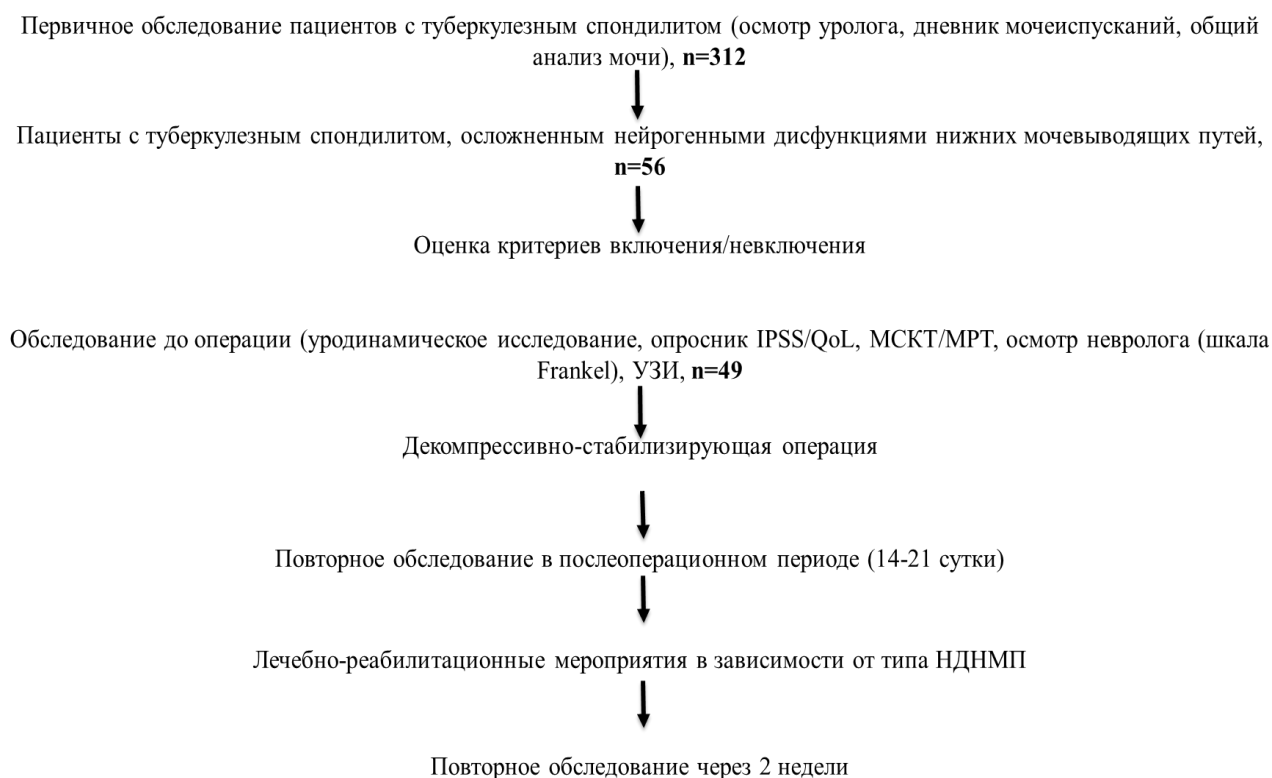 Первичное обследование пациентов с туберкулезным спондилитом (осмотр уролога, дневник мочеиспусканий, общий
анализ мочи), n=312
Пациенты с туберкулезным спондилитом, осложненным нейрогенными дисфункциями нижних мочевыводящих путей,
n=56
Оценка критериев включения/невключения
Обследование до операции (уродинамическое исследование, опросник IPSS/QoL, МСКТ/МРТ, осмотр невролога (шкала
Frankel), УЗИ, n=49
Декомпрессивно-стабилизирующая операция
Повторное обследование в послеоперационном периоде (14-21 сутки)
Лечебно-реабилитационные мероприятия в зависимости от типа НДНМП
Повторное обследование через 2 недели